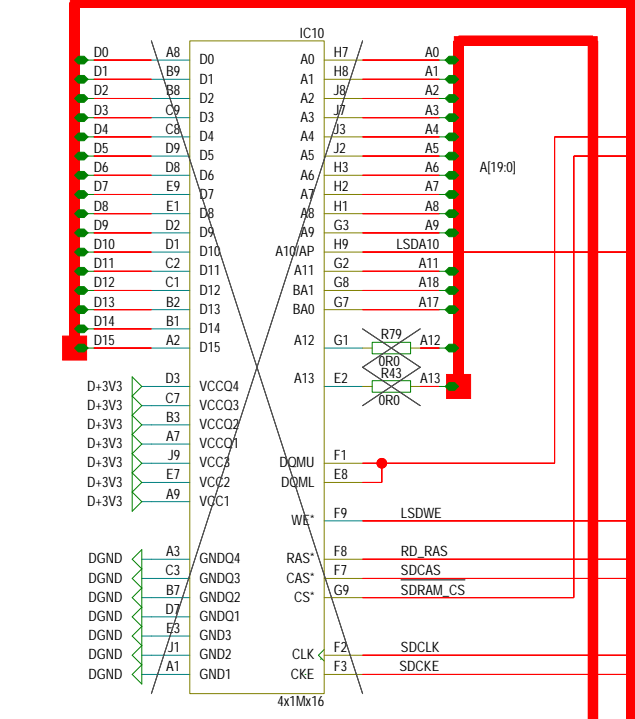 IC10
D0 A8 D0 A0 H7 A0
D1 B9 D1 A1 H8 A1
D2 B8 D2 A2 J8 A2
D3 C9 D3 A3 J7 A3
D4 C8 D4 A4 J3 A4
D5 D9 D5 A5 J2 A5
A[19:0]
D6 D8 D6 A6 H3 A6
D7 E9 D7 A7 H2 A7
D8 E1 D8 A8 H1 A8
D9 D2 D9 A9 G3 A9
D10 D1 D10 A10/AP H9 LSDA10
D11 C2 D11 A11 G2 A11
D12 C1 D12 BA1 G8 A18
D13 B2 D13 BA0 G7 A17
D14 B1 D14
R79
D15 A2 D15 A12 G1 A12
0R0
R43
D+3V3 D3 VCCQ4 A13 E2 A13
0R0
D+3V3 C7 VCCQ3
D+3V3 B3 VCCQ2
D+3V3 A7 VCCQ1
D+3V3 J9 VCC3 DQMU F1
D+3V3 E7 VCC2 DQML E8
D+3V3 A9 VCC1
WE* F9 LSDWE
DGND A3 GNDQ4 RAS* F8 RD_RAS
DGND C3 GNDQ3 CAS* F7 SDCAS
DGND B7 GNDQ2 CS* G9 SDRAM_CS
DGND D7 GNDQ1
DGND E3 GND3
DGND J1 GND2 CLK F2 SDCLK
DGND A1 GND1 CKE F3 SDCKE
4x1Mx16